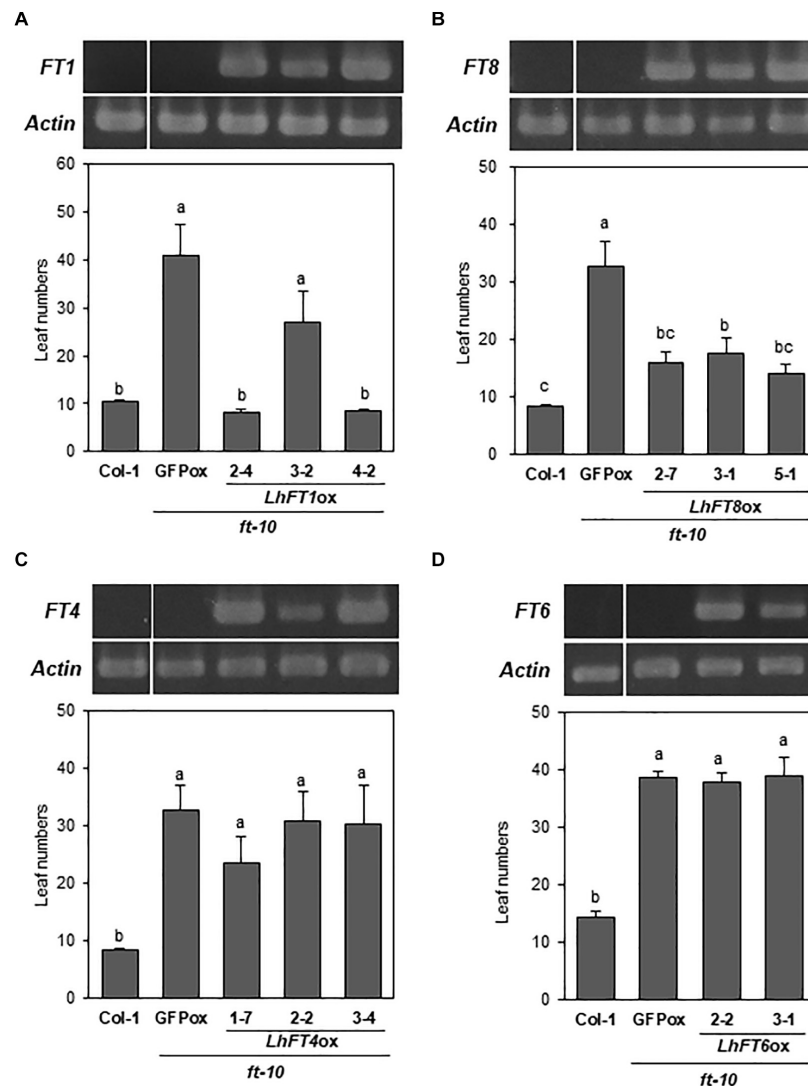 A
FT1
Actin
60
50
40
30
20
10
0
Leaf numbers
b
a
b
a
b
Col-1 GFPox 2-4 3-2 4-2
LhFT1ox
ft-10
B
FT8
Actin
50
40
30
20
10
0
Leaf numbers
c
a
bc
b
bc
Col-1 GFPox 2-7 3-1 5-1
LhFT8ox
ft-10
C
FT4
Actin
50
40
30
20
10
0
Leaf numbers
b
a
a
a
a
Col-1 GFPox 1-7 2-2 3-4
LhFT4ox
ft-10
D
FT6
Actin
50
40
30
20
10
0
Leaf numbers
b
a
a
a
Col-1 GFPox 2-2 3-1
LhFT6ox
ft-10